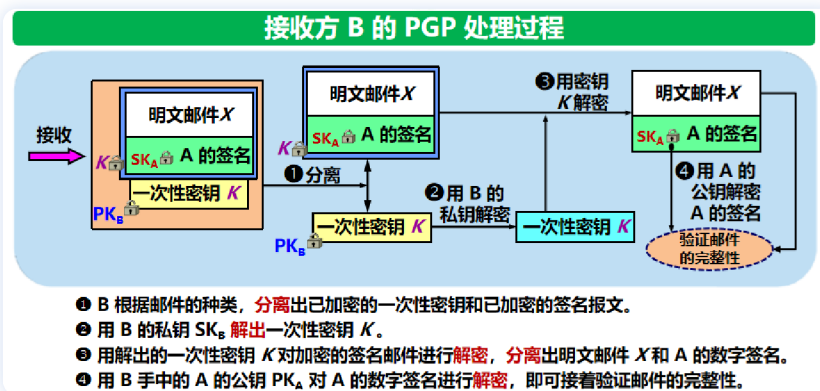 接收方 B 的 PGP 处理过程
接收
明文邮件 X
K
SKA
A 的签名
一次性密钥 K
PKB
❶分离
明文邮件X
K
SKA
A 的签名
PKB
一次性密钥 K
❷用 B 的
私钥解密
一次性密钥 K
❸用密钥
K 解密
明文邮件X
SKA
A 的签名
❹用 A 的
公钥解密
A 的签名
验证邮件
的完整性
❶ B 根据邮件的种类，分离出已加密的一次性密钥和已加密的签名报文。
❷ 用 B 的私钥 SKB 解出一次性密钥 K 。
❸ 用解出的一次性密钥 K 对加密的签名邮件进行解密，分离出明文邮件 X 和 A 的数字签名。
❹ 用 B 手中的 A 的公钥 PKA 对 A 的数字签名进行解密，即可接着验证邮件的完整性。